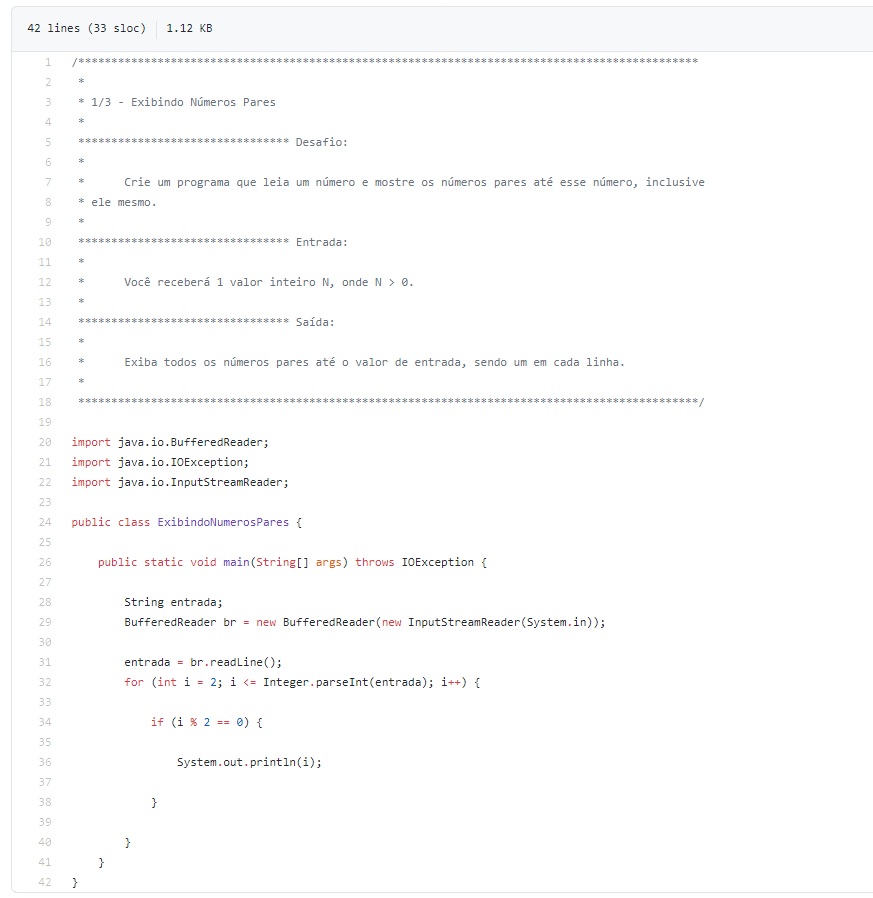 42 lines (33 sloc) 1.12 KB
1 /**********************************************************************************************
2 *
3 * 1/3 - Exibindo Números Pares
4 *
5 ******************************** Desafio:
6 *
7 * Crie um programa que leia um número e mostre os números pares até esse número, inclusive
8 * ele mesmo.
9 *
10 ******************************** Entrada:
11 *
12 * Você receberá 1 valor inteiro N, onde N > 0.
13 *
14 ******************************** Saída:
15 *
16 * Exiba todos os números pares até o valor de entrada, sendo um em cada linha.
17 *
18 **********************************************************************************************/
19
20 import java.io.BufferedReader;
21 import java.io.IOException;
22 import java.io.InputStreamReader;
23
24 public class ExibindoNumerosPares {
25
26 public static void main(String[] args) throws IOException {
27
28 String entrada;
29 BufferedReader br = new BufferedReader(new InputStreamReader(System.in));
30
31 entrada = br.readLine();
32 for (int i = 2; i <= Integer.parseInt(entrada); i++) {
33
34 if (i % 2 == 0) {
35
36 System.out.println(i);
37
38 }
39
40 }
41 }
42 }